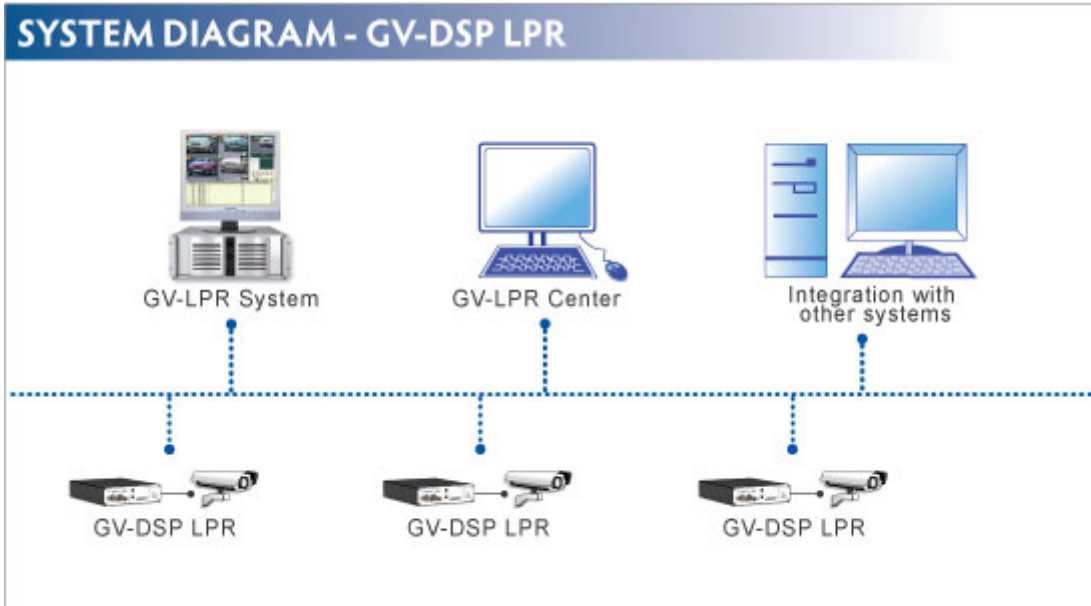 SYSTEM DIAGRAM - GV-DSP LPR
GV-LPR System
GV-LPR Center
Integration with
other systems
GV-DSP LPR
GV-DSP LPR
GV-DSP LPR